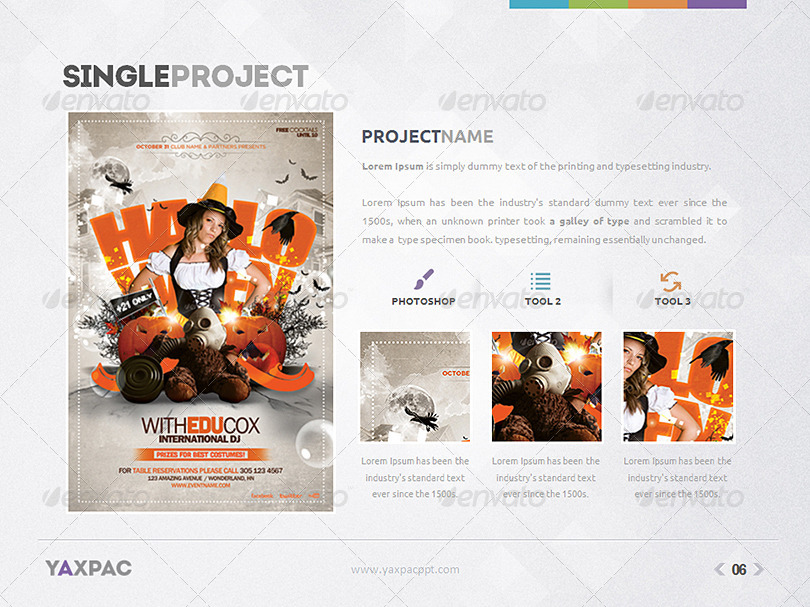 SINGLEPROJECT
envato envato envato envato envato
FREE COCKTAILS
UNTIL 10
OCTOBER 31 CLUB NAME & PARTNERS PRESENTS
HALLO
WEEN
+21 ONLY
WITHEDUCOX
INTERNATIONAL DJ
PRIZES FOR BEST COSTUMES!
FOR TABLE RESERVATIONS PLEASE CALL 305 123 4567
123 AMAZING AVENUE / WONDERLAND, HN
WWW.EVENTNAME.COM
facebook
PROJECTNAME
Lorem Ipsum is simply dummy text of the printing and typesetting industry.
Lorem Ipsum has been the industry's standard dummy text ever since the
1500s, when an unknown printer took a galley of type and scrambled it to
make a type specimen book. typesetting, remaining essentially unchanged.
PHOTOSHOP TOOL 2 TOOL 3
OCTOBE
LO
Lorem Ipsum has been the
industry's standard text
ever since the 1500s.
Lorem Ipsum has been the
industry's standard text
ever since the 1500s.
Lorem Ipsum has been the
industry's standard text
ever since the 1500s.
YAXPAC
www.yaxpacppt.com
06